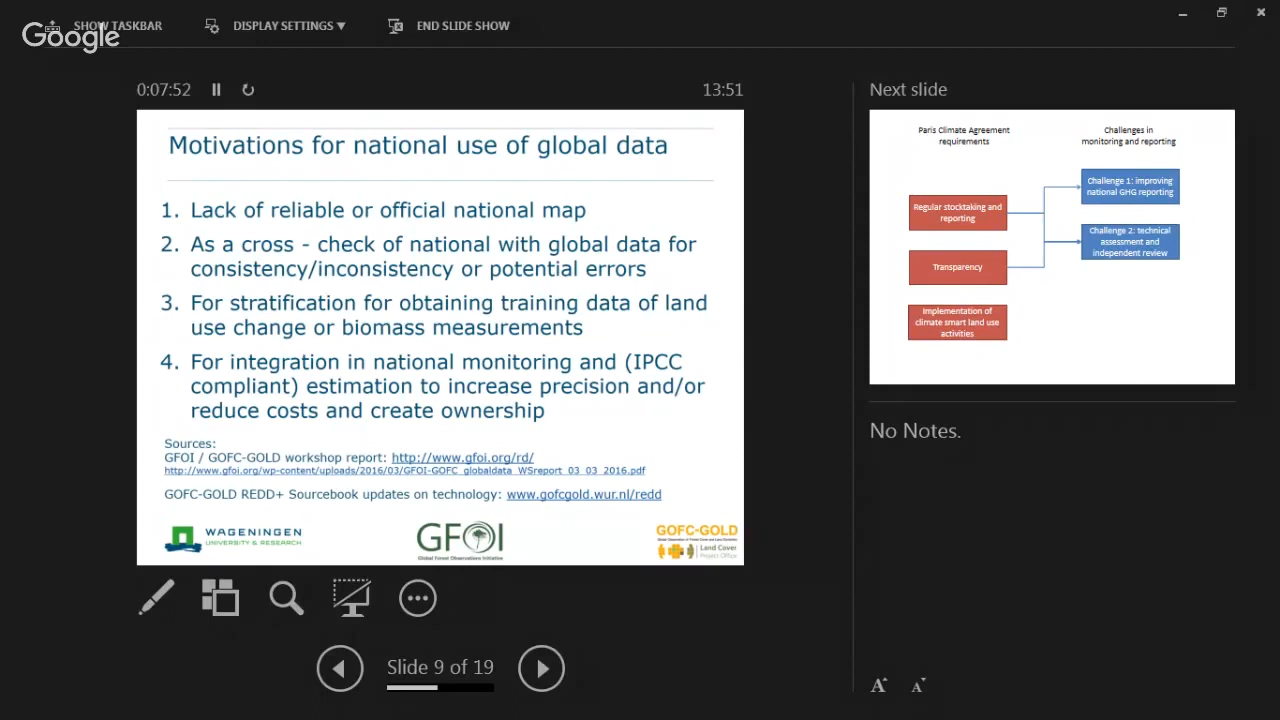 SHOW TASKBAR
DISPLAY SETTINGS
END SLIDE SHOW
Google
0:07:52
13:51
Next slide
Motivations for national use of global data
1. Lack of reliable or official national map
2. As a cross - check of national with global data for
consistency/inconsistency or potential errors
3. For stratification for obtaining training data of land
use change or biomass measurements
4. For integration in national monitoring and (IPCC
compliant) estimation to increase precision and/or
reduce costs and create ownership
Sources:
GFOI / GOFC-GOLD workshop report: http://www.gfoi.org/rd/
http://www.gfoi.org/wp-content/uploads/2016/03/GFOI-GOFC_globaldata_WSreport_03_03_2016.pdf
GOFC-GOLD REDD+ Sourcebook updates on technology: www.gofcgold.wur.nl/redd
WAGENINGEN
UNIVERSITY & RESEARCH
GFOI
Global Forest Observations Initiative
GOFC-GOLD
Land Cover
Project Office
Paris Climate Agreement
requirements
Challenges in
monitoring and reporting
Regular stocktaking and
reporting
Transparency
Implementation of
climate smart land use
activities
Challenge 1: improving
national GHG reporting
Challenge 2: technical
assessment and
independent review
No Notes.
Slide 9 of 19
A A